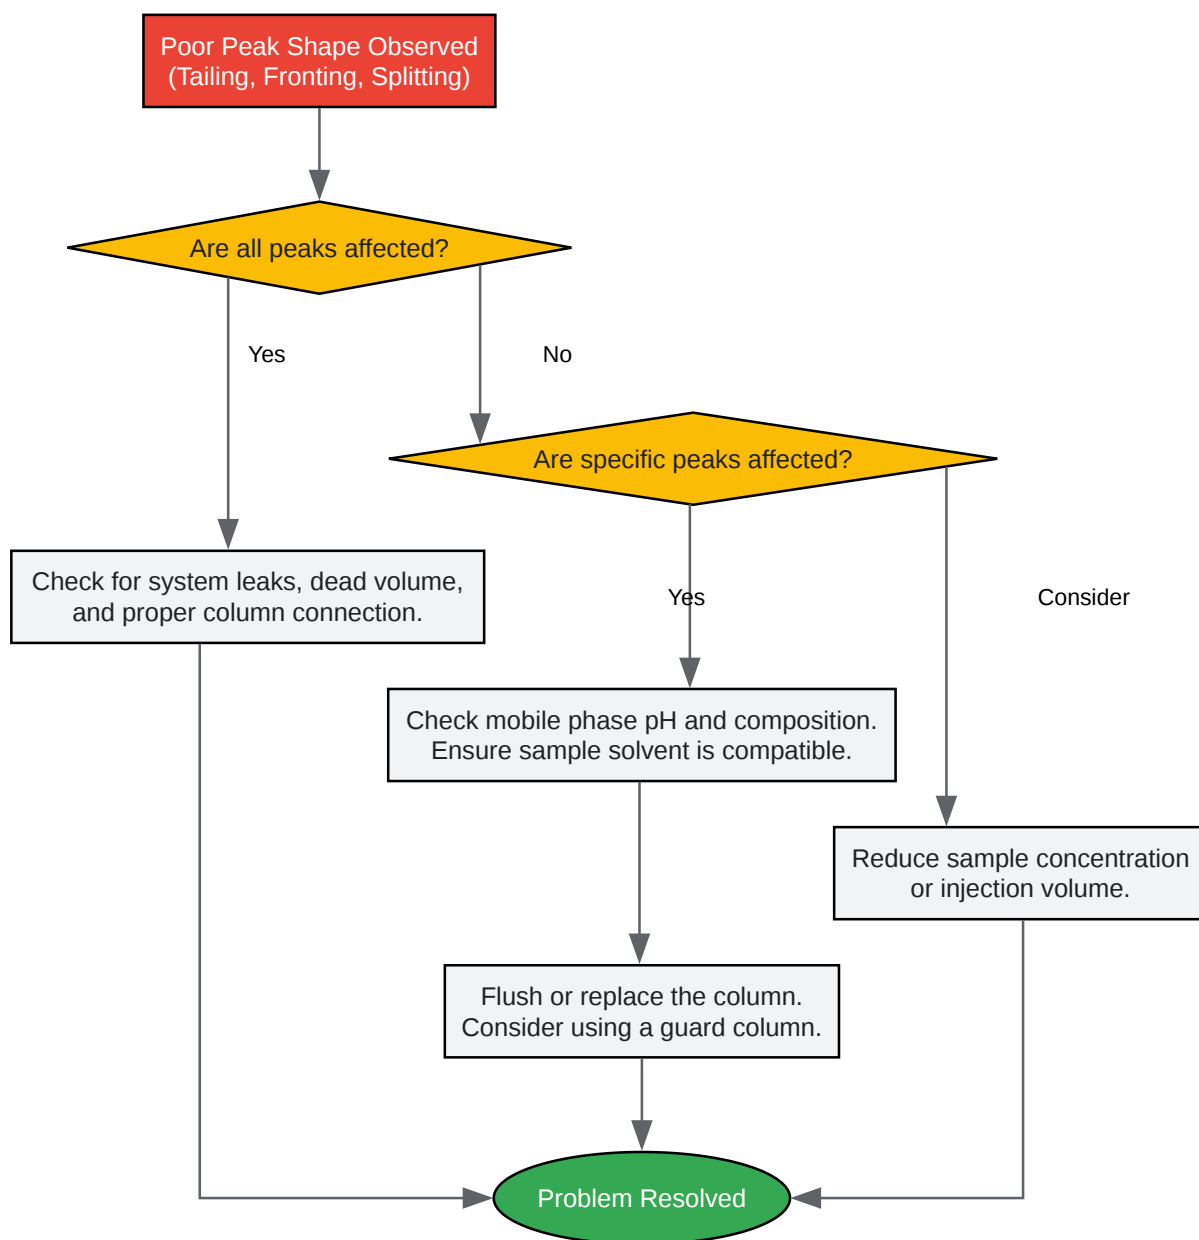 Poor Peak Shape Observed
(Tailing, Fronting, Splitting)
Are all peaks affected?
Yes
No
Are specific peaks affected?
Check for system leaks, dead volume,
and proper column connection.
Yes
Consider
Check mobile phase pH and composition.
Ensure sample solvent is compatible.
Reduce sample concentration
or injection volume.
Flush or replace the column.
Consider using a guard column.
Problem Resolved